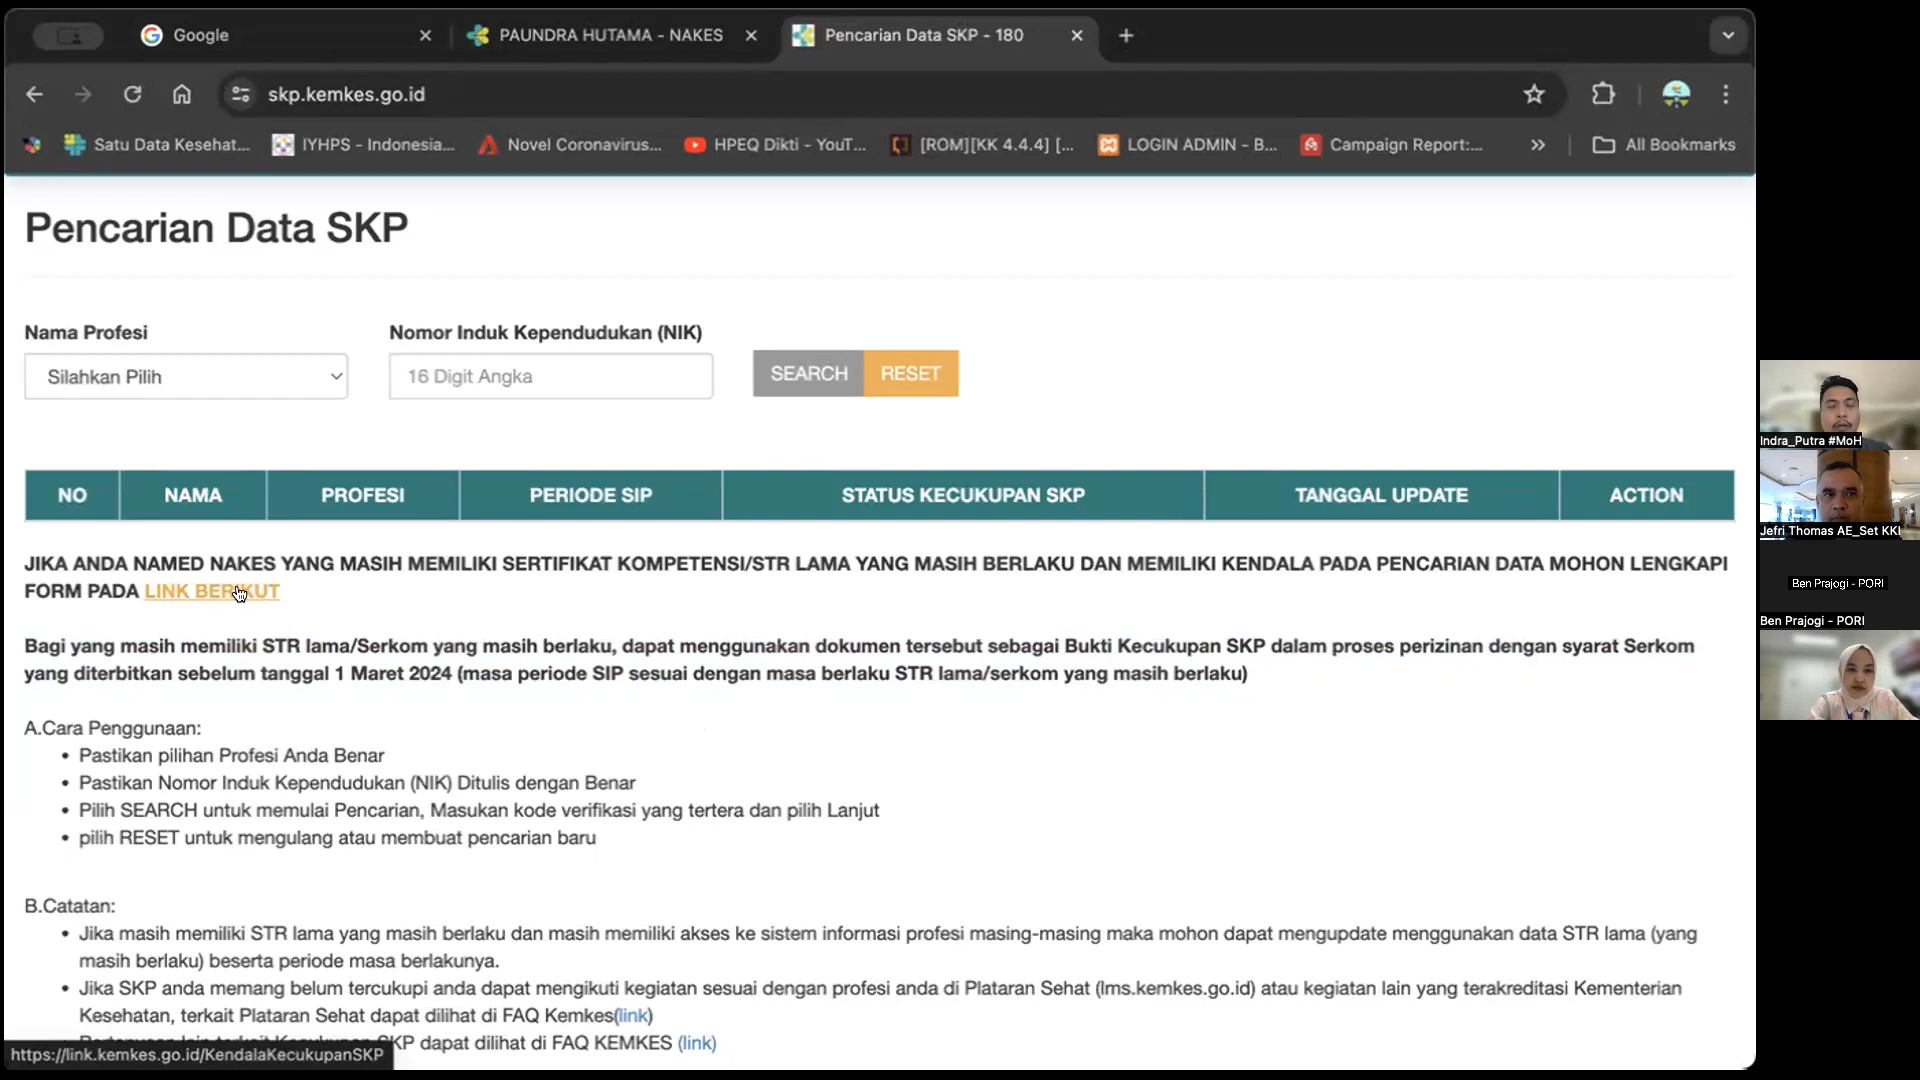 Google
PAUNDRA HUTAMA - NAKES
Pencarian Data SKP - 180
skp.kemkes.go.id
Satu Data Kesehat...
IYHPS - Indonesia...
Novel Coronavirus...
HPEQ Dikti - YouT...
[ROM][KK 4.4.4] [...
LOGIN ADMIN - B...
Campaign Report:...
All Bookmarks
Pencarian Data SKP
Nama Profesi
Nomor Induk Kependudukan (NIK)
Silahkan Pilih
16 Digit Angka
SEARCH
RESET
NO NAMA PROFESI PERIODE SIP STATUS KECUKUPAN SKP TANGGAL UPDATE ACTION
JIKA ANDA NAMED NAKES YANG MASIH MEMILIKI SERTIFIKAT KOMPETENSI/STR LAMA YANG MASIH BERLAKU DAN MEMILIKI KENDALA PADA PENCARIAN DATA MOHON LENGKAPI
FORM PADA LINK BERIKUT
Bagi yang masih memiliki STR lama/Serkom yang masih berlaku, dapat menggunakan dokumen tersebut sebagai Bukti Kecukupan SKP dalam proses perizinan dengan syarat Serkom
yang diterbitkan sebelum tanggal 1 Maret 2024 (masa periode SIP sesuai dengan masa berlaku STR lama/serkom yang masih berlaku)
A.Cara Penggunaan:
• Pastikan pilihan Profesi Anda Benar
• Pastikan Nomor Induk Kependudukan (NIK) Ditulis dengan Benar
• Pilih SEARCH untuk memulai Pencarian, Masukan kode verifikasi yang tertera dan pilih Lanjut
• pilih RESET untuk mengulang atau membuat pencarian baru
B.Catatan:
• Jika masih memiliki STR lama yang masih berlaku dan masih memiliki akses ke sistem informasi profesi masing-masing maka mohon dapat mengupdate menggunakan data STR lama (yang
masih berlaku) beserta periode masa berlakunya.
• Jika SKP anda memang belum tercukupi anda dapat mengikuti kegiatan sesuai dengan profesi anda di Plataran Sehat (lms.kemkes.go.id) atau kegiatan lain yang terakreditasi Kementerian
Kesehatan, terkait Plataran Sehat dapat dilihat di FAQ Kemkes(link)
SKP dapat dilihat di FAQ KEMKES (link)
https://link.kemkes.go.id/KendalaKecukupanSKP
Indra_Putra #MoH
Jefri Thomas AE_Set KKI
Ben Prajogi - PORI
Ben Prajogi - PORI